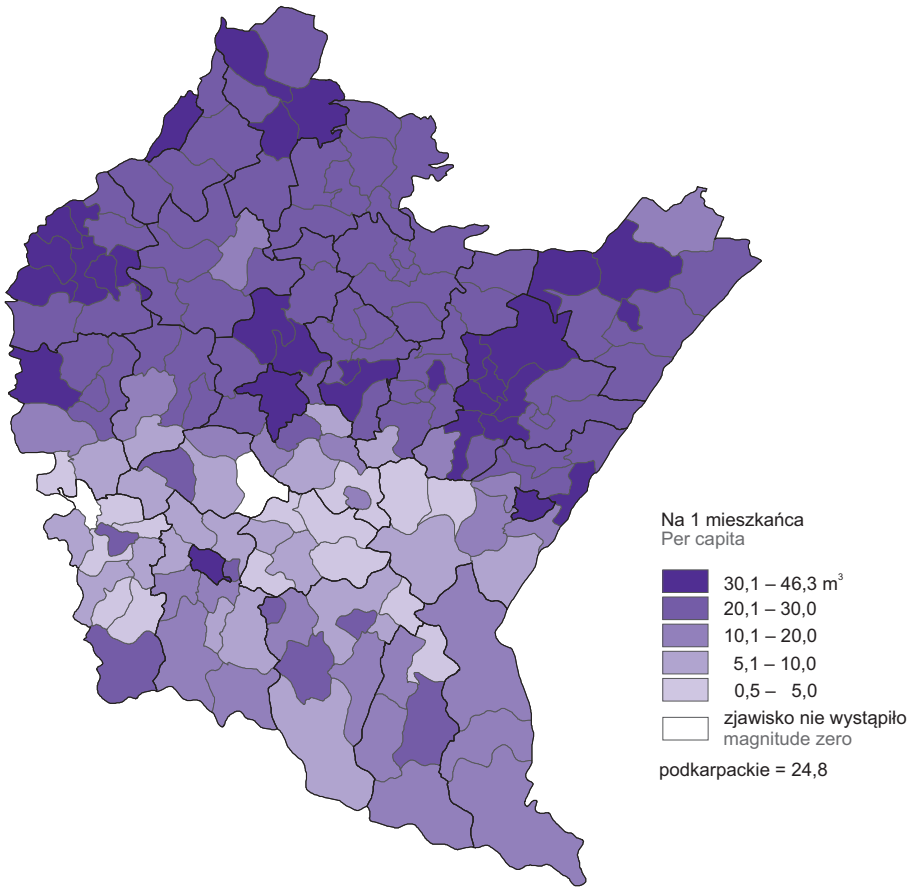 Na 1 mieszkańca
Per capita
30,1 – 46,3 m³
20,1 – 30,0
10,1 – 20,0
5,1 – 10,0
0,5 – 5,0
zjawisko nie wystąpiło
magnitude zero
podkarpackie = 24,8